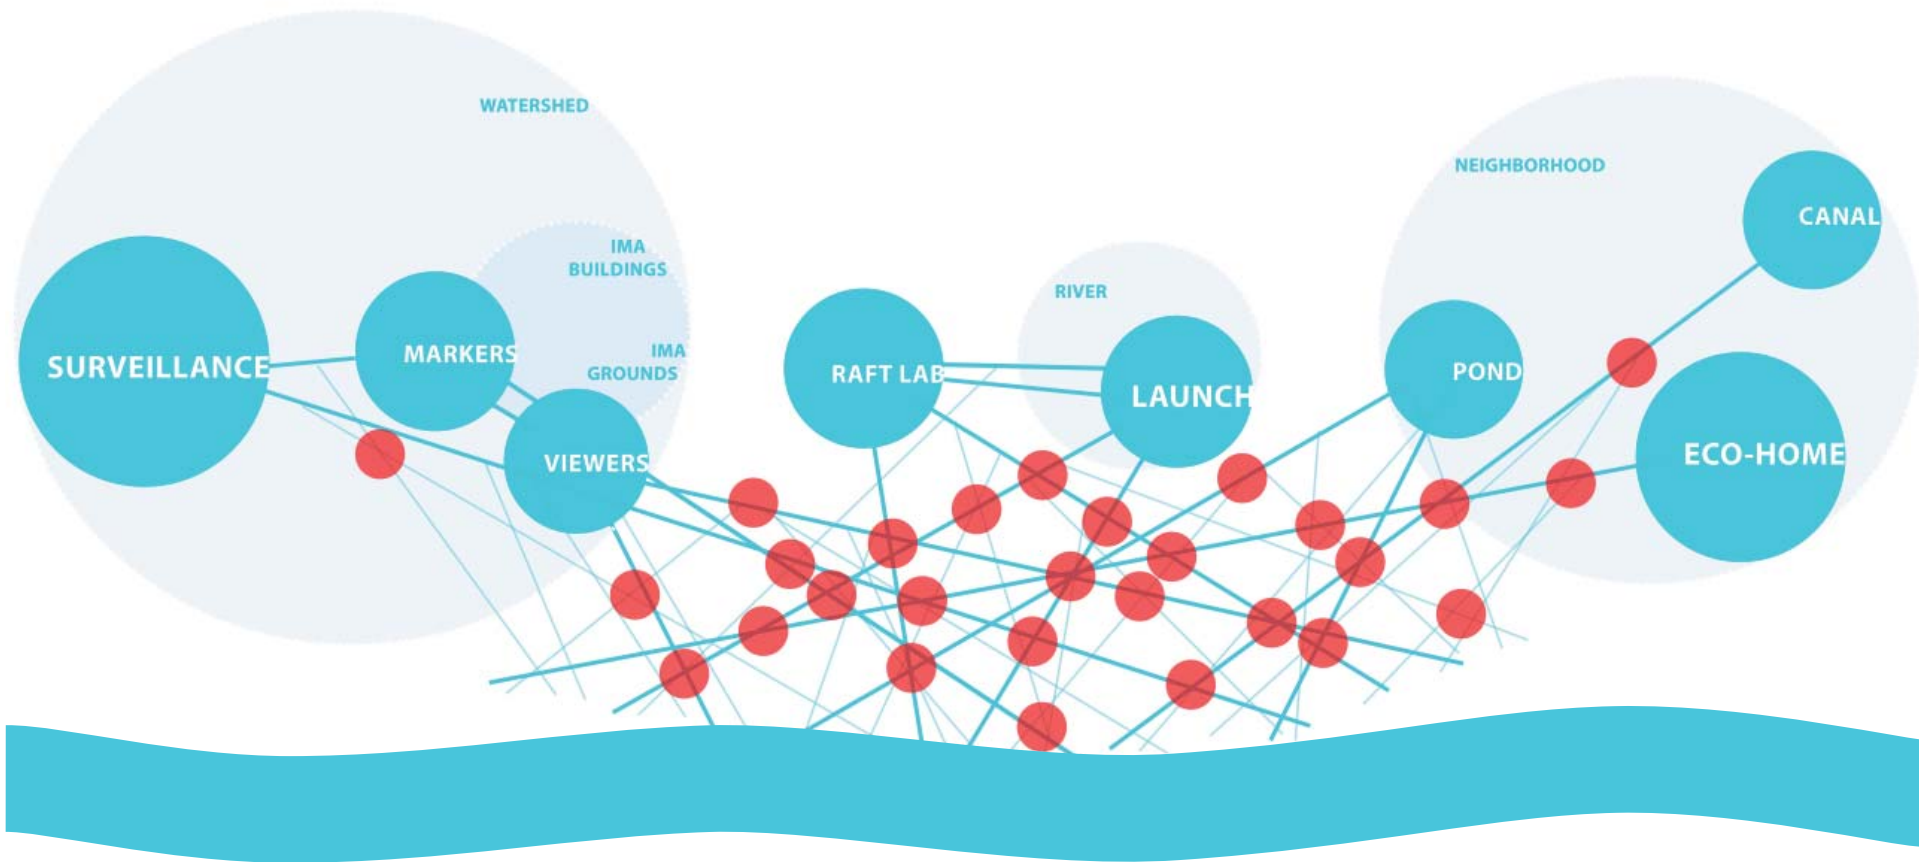 WATERSHED
IMA
BUILDINGS
IMA
GROUNDS
SURVEILLANCE
MARKERS
VIEWERS
RAFT LAB
RIVER
LAUNCH
NEIGHBORHOOD
CANAL
POND
ECO-HOME